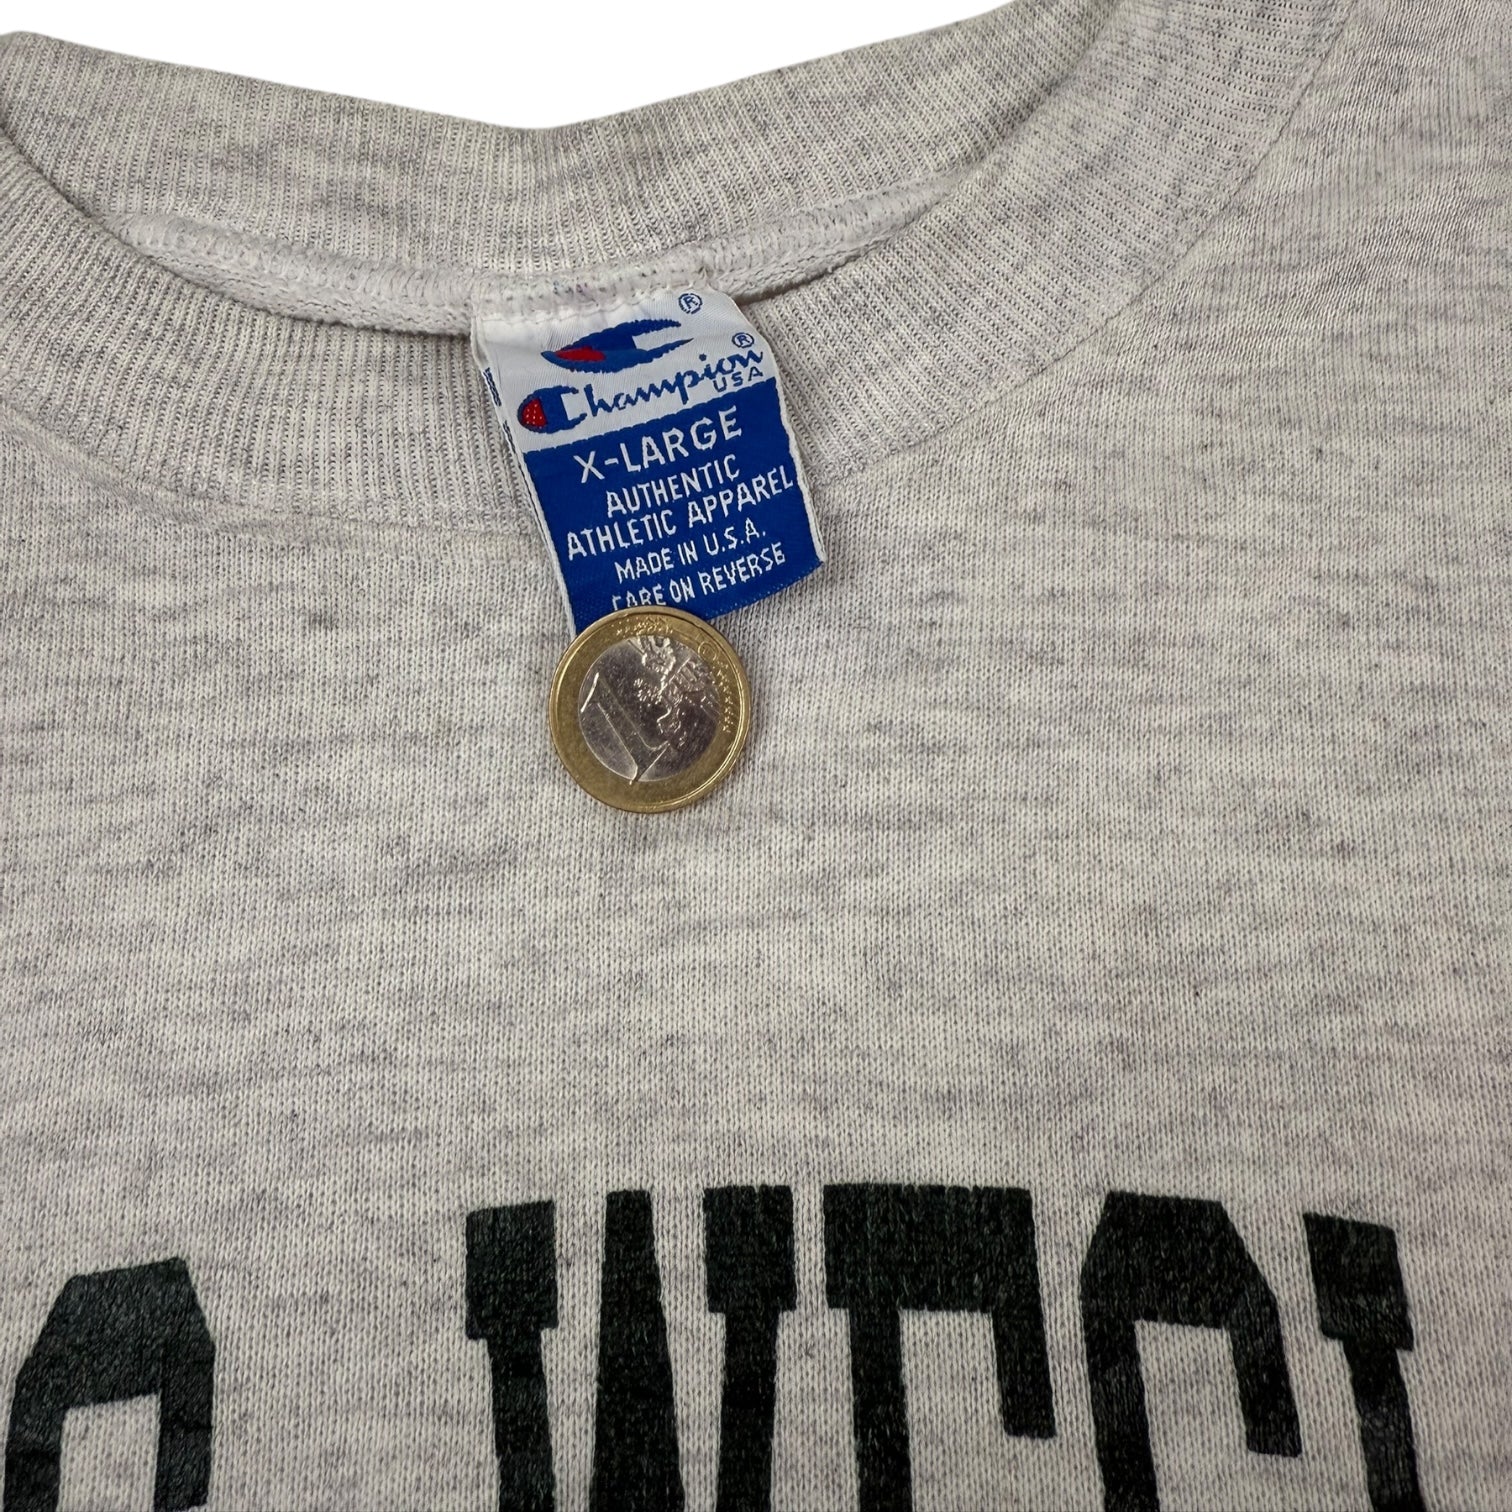 ®
Champion®
USA
X-LARGE
AUTHENTIC
ATHLETIC APPAREL
MADE IN U.S.A.
CARE ON REVERSE
1